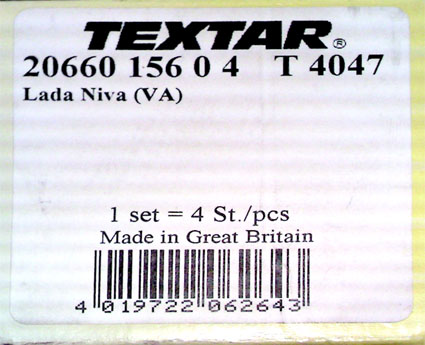 TEXTAR®
20660 156 0 4 T 4047
Lada Niva (VA)
1 set = 4 St./pcs
Made in Great Britain
4 019722 062643